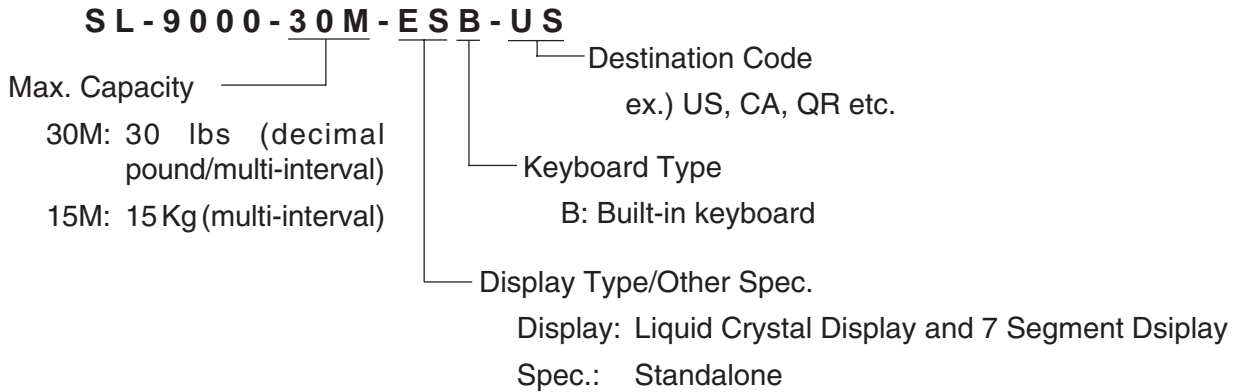 SL-9000-30M-ESB-US
Destination Code
ex.) US, CA, QR etc.
Max. Capacity
30M: 30 lbs (decimal
pound/multi-interval)
15M: 15Kg (multi-interval)
Keyboard Type
B: Built-in keyboard
Display Type/Other Spec.
Display: Liquid Crystal Display and 7 Segment Dsiplay
Spec.: Standalone